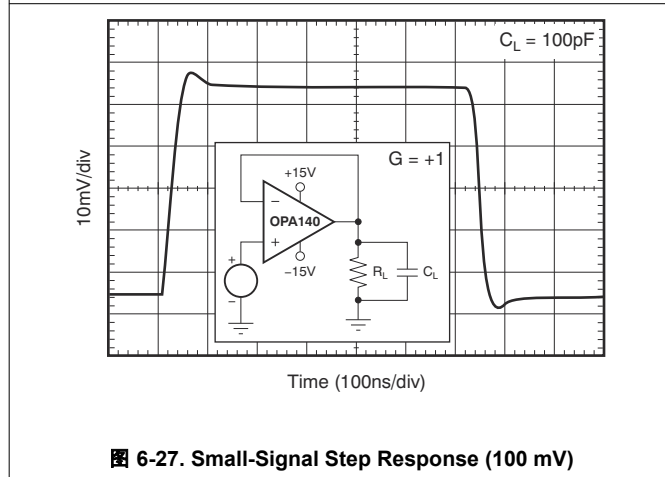 C_L = 100pF
10mV/div
G = +1
+15V
−
OPA140
+
−15V
+
−
R_L
C_L
Time (100ns/div)
图 6-27. Small-Signal Step Response (100 mV)